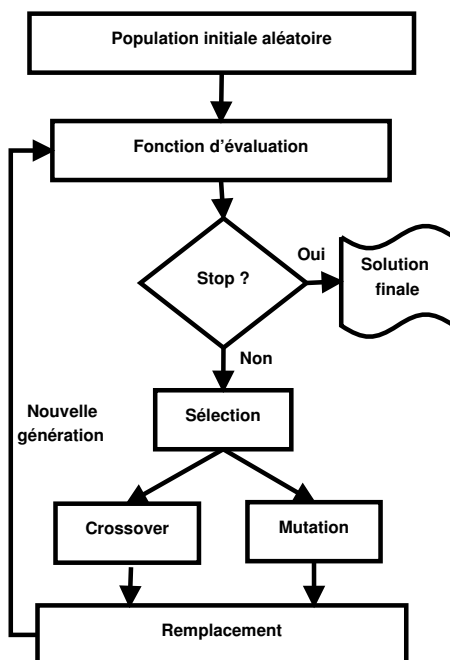 Population initiale aléatoire
Fonction d'évaluation
Stop ?
Oui
Solution
finale
Non
Sélection
Nouvelle
génération
Crossover
Mutation
Remplacement